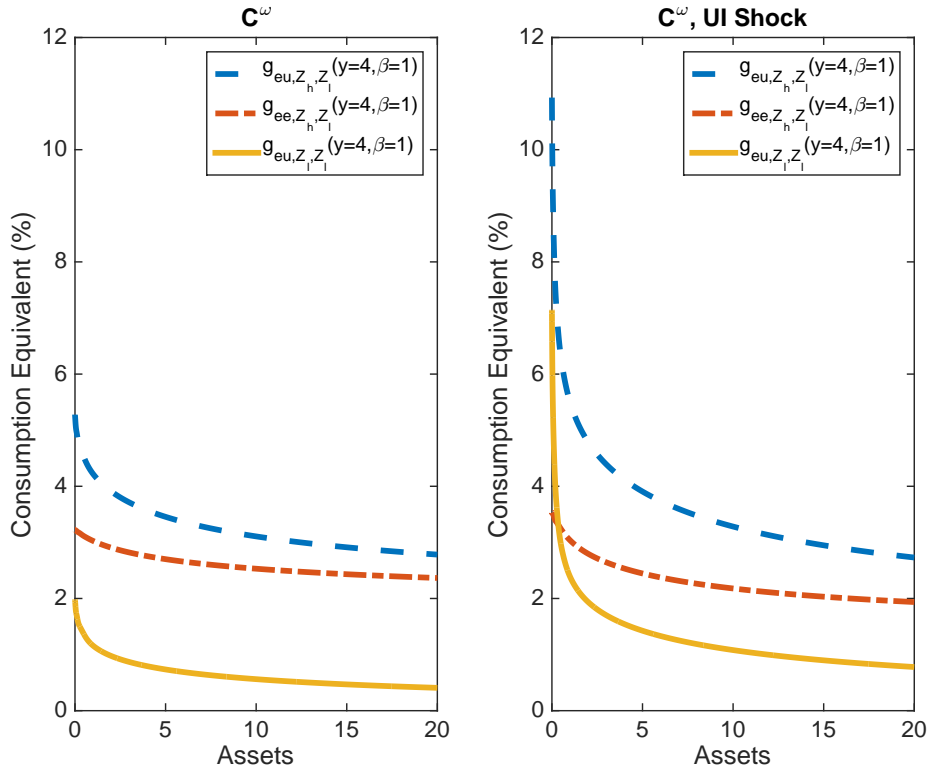 C^ω
12
10
8
6
4
2
0
Consumption Equivalent (%)
g_eu,Z_h,Z_l(y=4,β=1)
g_ee,Z_h,Z_l(y=4,β=1)
g_eu,Z_l,Z_l(y=4,β=1)
0 5 10 15 20
Assets
C^ω, UI Shock
12
10
8
6
4
2
0
Consumption Equivalent (%)
g_eu,Z_h,Z_l(y=4,β=1)
g_ee,Z_h,Z_l(y=4,β=1)
g_eu,Z_l,Z_l(y=4,β=1)
0 5 10 15 20
Assets